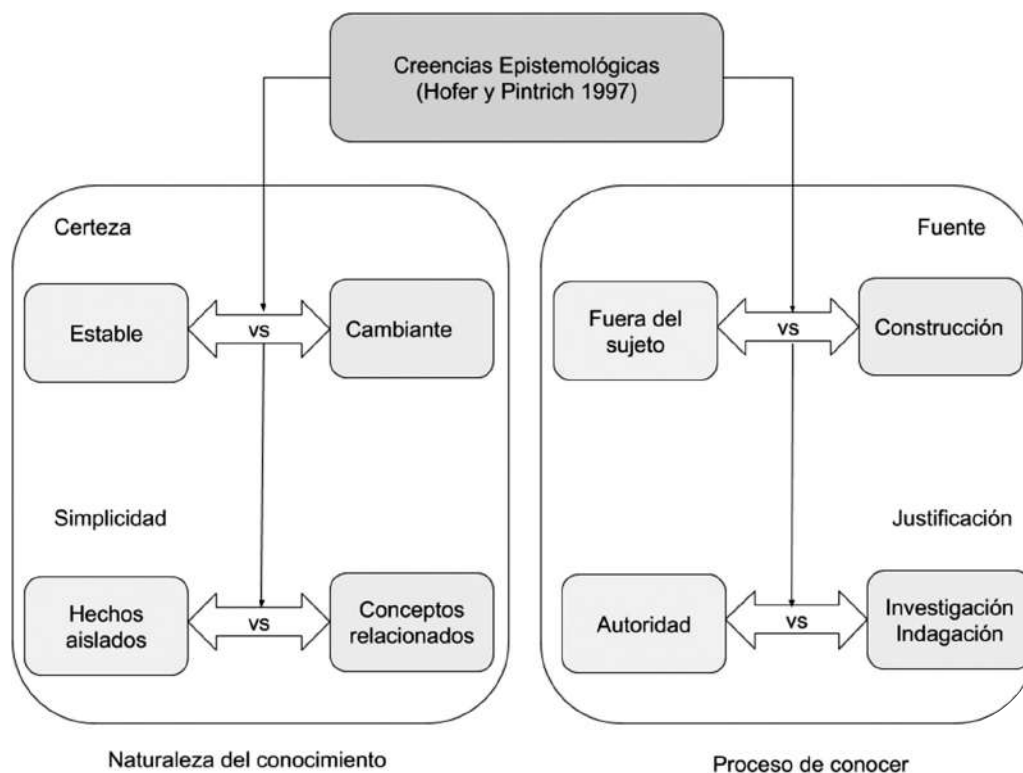 Creencias Epistemológicas
(Hofer y Pintrich 1997)
Certeza
Estable
vs
Cambiante
Simplicidad
Hechos
aislados
vs
Conceptos
relacionados
Naturaleza del conocimiento
Fuente
Fuera del
sujeto
vs
Construcción
Justificación
Autoridad
vs
Investigación
Indagación
Proceso de conocer